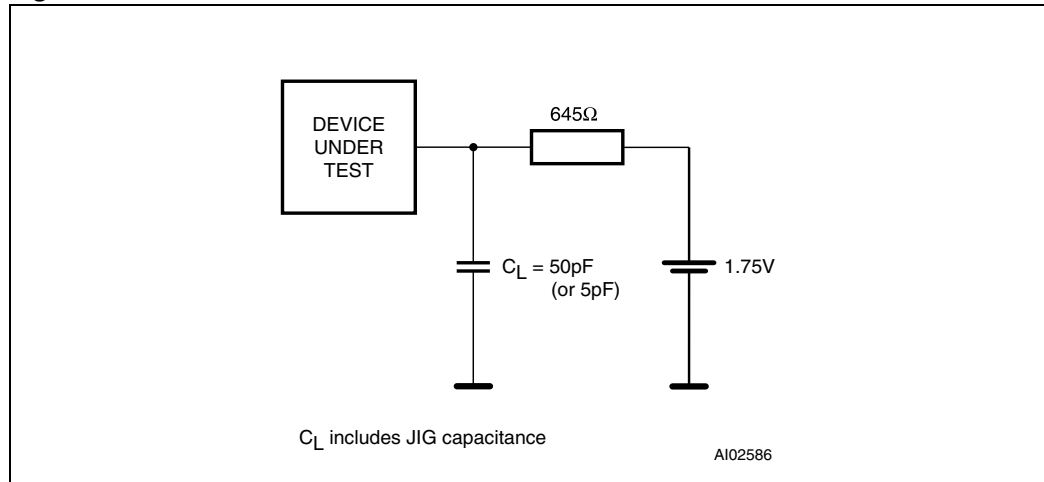 DEVICE
UNDER
TEST
645Ω
CL = 50pF
(or 5pF)
1.75V
CL includes JIG capacitance
AI02586